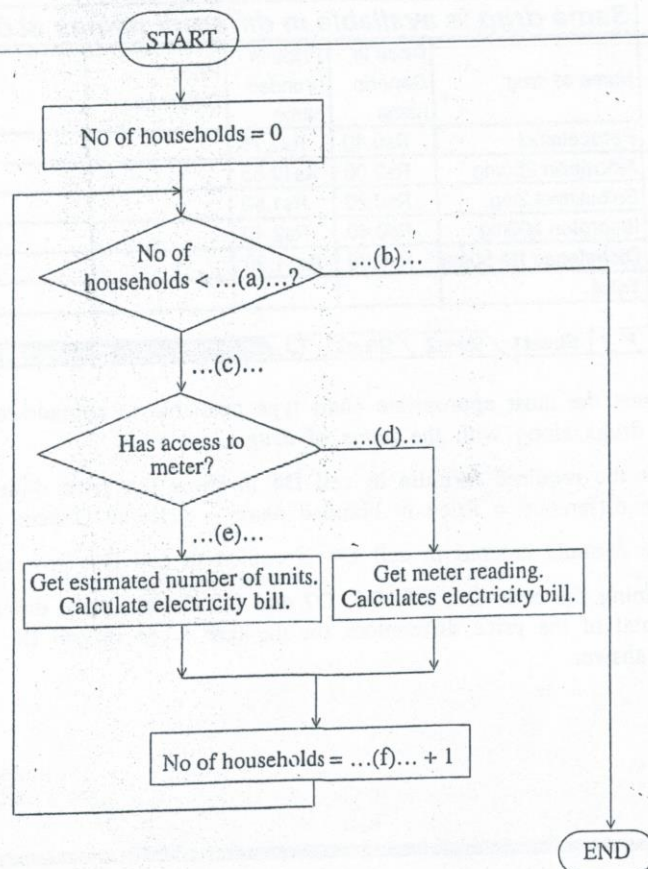 START
No of households = 0
No of
households < ...(a)...?
...(b)...
...(c)...
Has access to
meter?
...(d)...
...(e)...
Get estimated number of units.
Calculate electricity bill.
Get meter reading.
Calculates electricity bill.
No of households = ...(f)... + 1
END